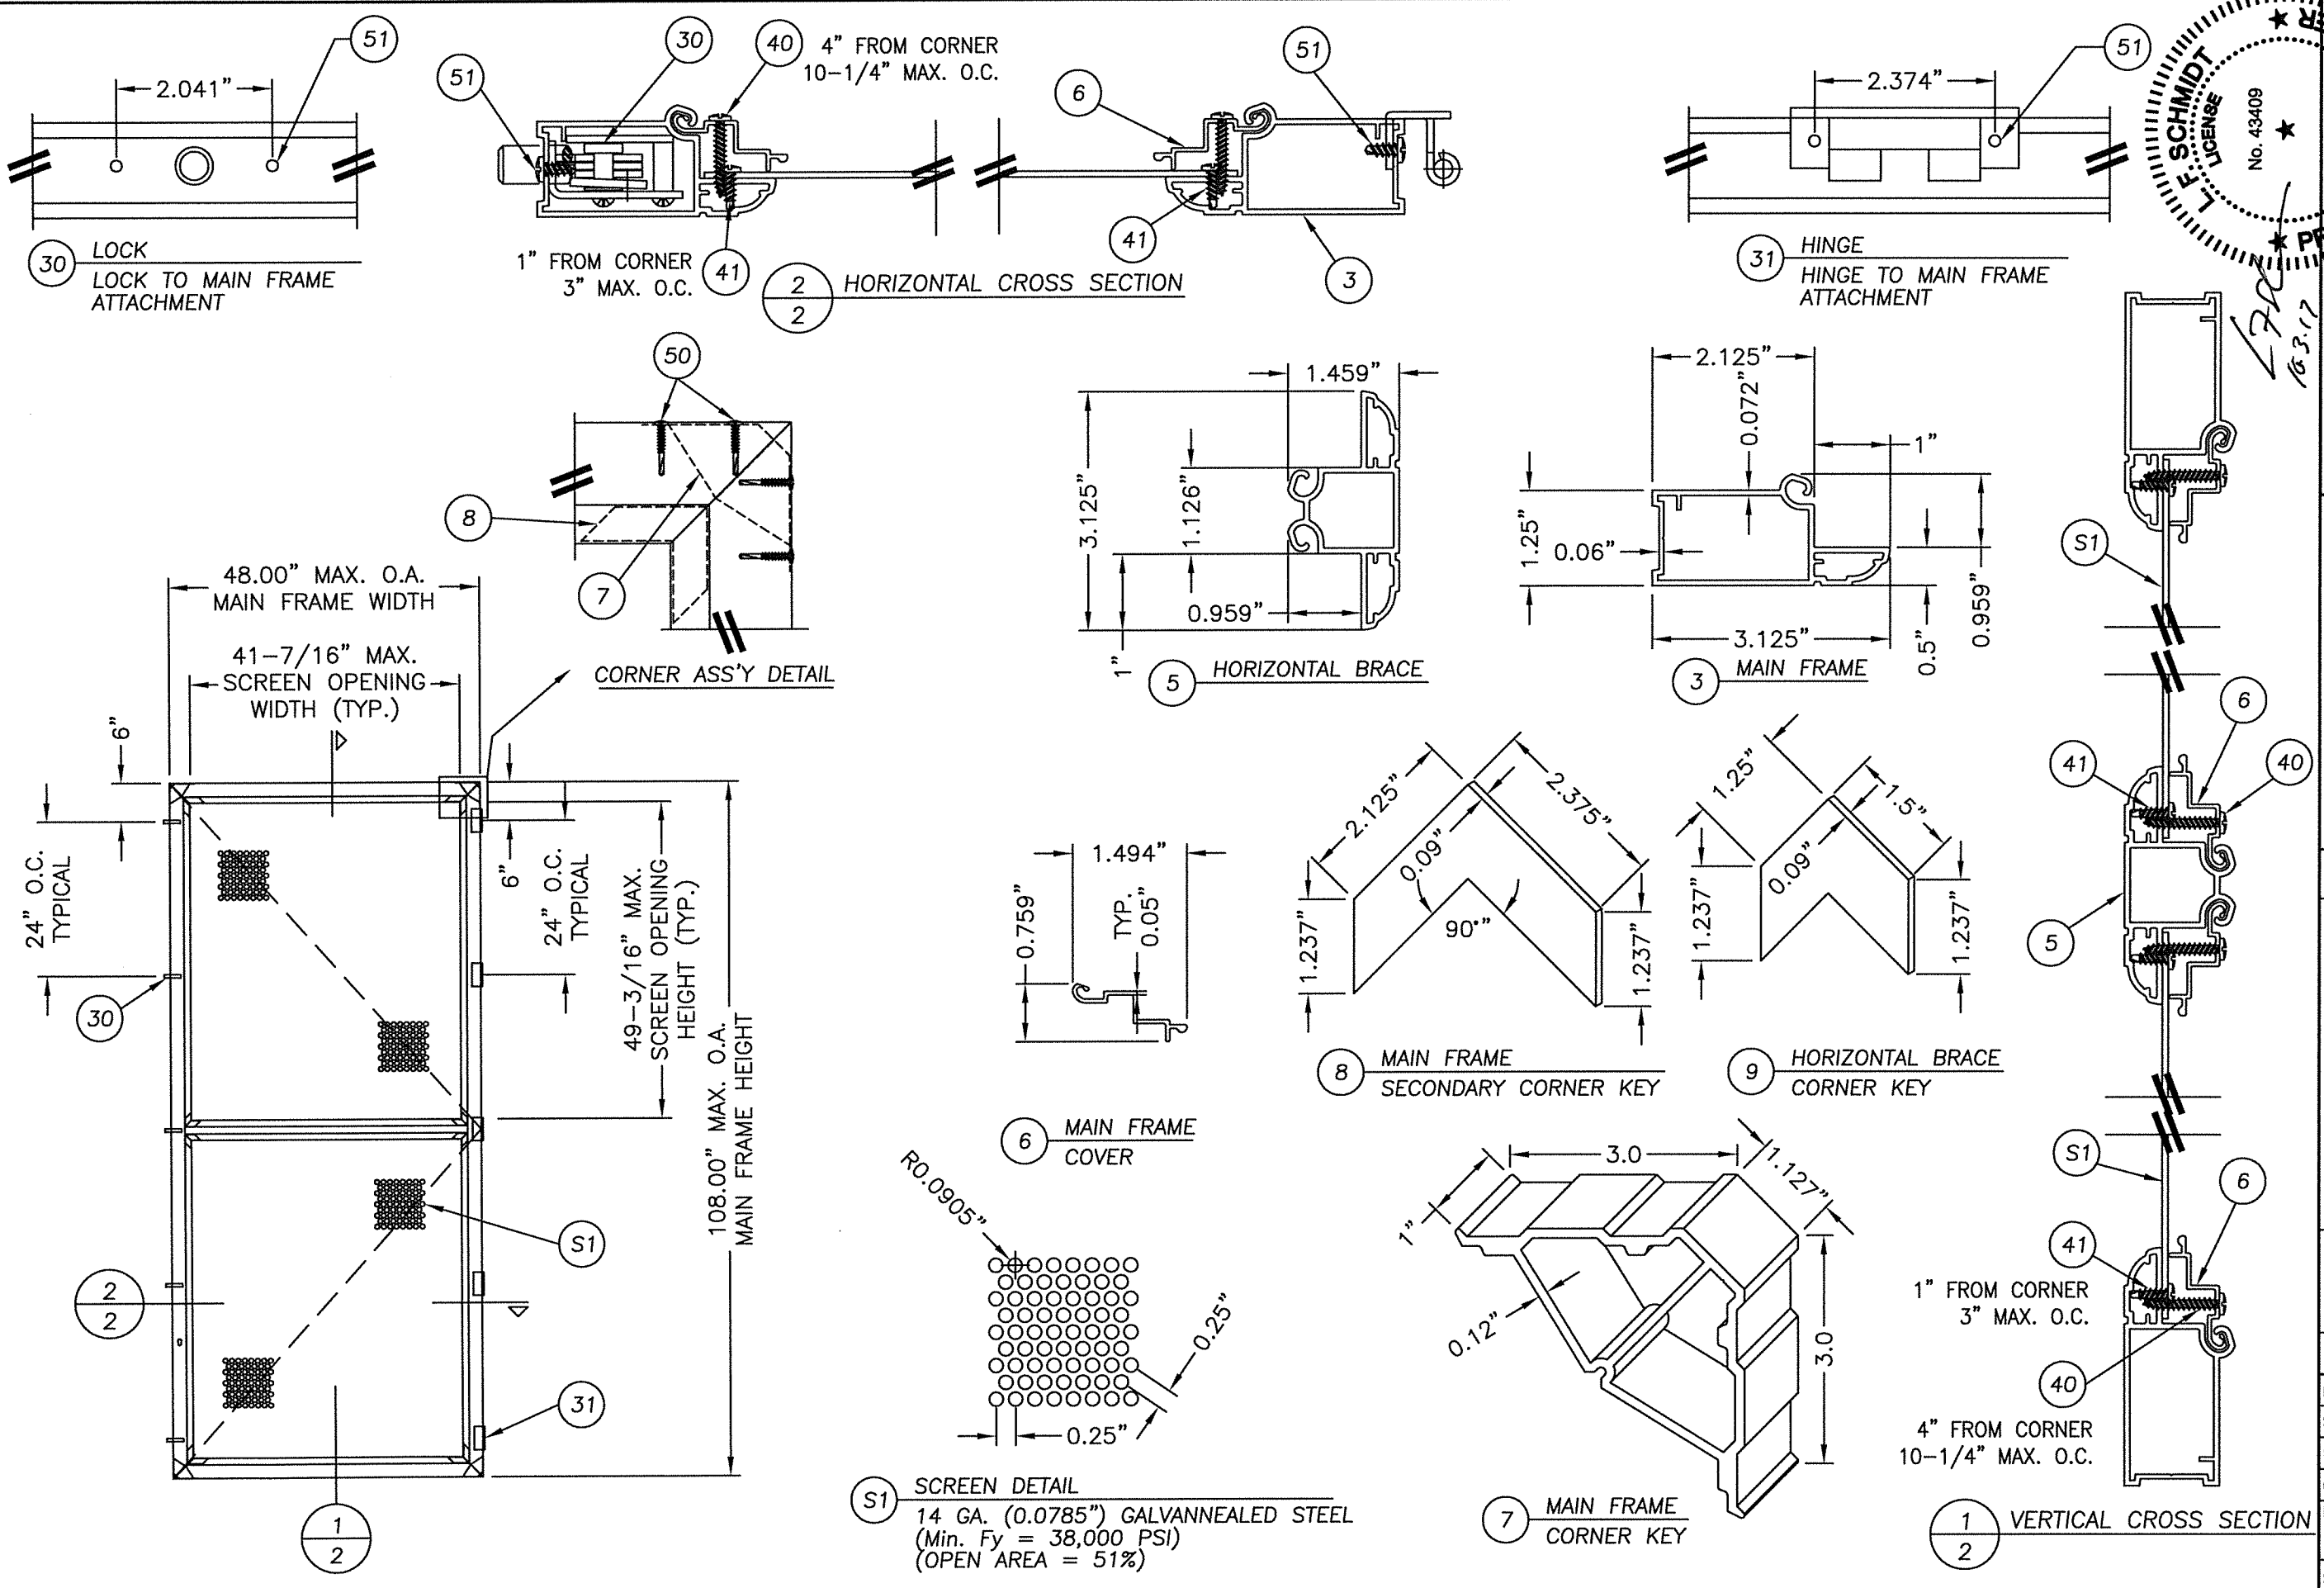 51
2.041"
30 LOCK
LOCK TO MAIN FRAME
ATTACHMENT
51
30
40
4" FROM CORNER
10-1/4" MAX. O.C.
1" FROM CORNER
3" MAX. O.C.
41
6
51
41
3
2
2
HORIZONTAL CROSS SECTION
2.374"
51
31 HINGE
HINGE TO MAIN FRAME
ATTACHMENT
L. F. SCHMIDT
LICENSE
No. 43409
50
8
7
CORNER ASS'Y DETAIL
1.459"
3.125"
1.126"
0.959"
1"
5 HORIZONTAL BRACE
2.125"
0.072"
1"
1.25"
0.06"
0.959"
0.5"
3.125"
3 MAIN FRAME
48.00" MAX. O.A.
MAIN FRAME WIDTH
41-7/16" MAX.
SCREEN OPENING
WIDTH (TYP.)
6"
24" O.C.
TYPICAL
30
6"
24" O.C.
TYPICAL
49-3/16" MAX.
SCREEN OPENING
HEIGHT (TYP.)
108.00" MAX. O.A.
MAIN FRAME HEIGHT
S1
2
2
31
1
2
1.494"
0.759"
TYP.
0.05"
6 MAIN FRAME
COVER
2.125"
2.375"
0.09"
1.237"
90°"
1.237"
8 MAIN FRAME
SECONDARY CORNER KEY
1.25"
1.5"
0.09"
1.237"
1.237"
9 HORIZONTAL BRACE
CORNER KEY
R0.0905"
0.25"
0.25"
S1 SCREEN DETAIL
14 GA. (0.0785") GALVANNEALED STEEL
(Min. Fy = 38,000 PSI)
(OPEN AREA = 51%)
3.0
1.127"
1"
0.12"
3.0
7 MAIN FRAME
CORNER KEY
S1
6
41
40
5
S1
6
41
1" FROM CORNER
3" MAX. O.C.
40
4" FROM CORNER
10-1/4" MAX. O.C.
1
2
VERTICAL CROSS SECTION